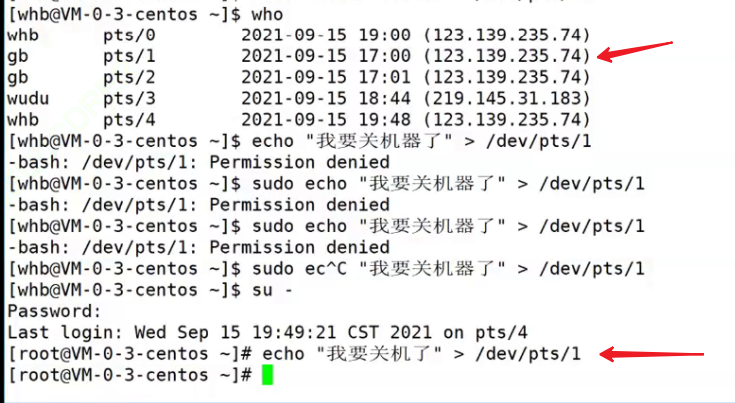 [whb@VM-0-3-centos ~]$ who
whb      pts/0        2021-09-15 19:00 (123.139.235.74)
gb       pts/1        2021-09-15 17:00 (123.139.235.74)
gb       pts/2        2021-09-15 17:01 (123.139.235.74)
wudu     pts/3        2021-09-15 18:44 (219.145.31.183)
whb      pts/4        2021-09-15 19:48 (123.139.235.74)
[whb@VM-0-3-centos ~]$ echo "我要关机器了" > /dev/pts/1
-bash: /dev/pts/1: Permission denied
[whb@VM-0-3-centos ~]$ sudo echo "我要关机器了" > /dev/pts/1
-bash: /dev/pts/1: Permission denied
[whb@VM-0-3-centos ~]$ sudo echo "我要关机器了" > /dev/pts/1
-bash: /dev/pts/1: Permission denied
[whb@VM-0-3-centos ~]$ sudo ec^C "我要关机器了" > /dev/pts/1
[whb@VM-0-3-centos ~]$ su -
Password:
Last login: Wed Sep 15 19:49:21 CST 2021 on pts/4
[root@VM-0-3-centos ~]# echo "我要关机了" > /dev/pts/1
[root@VM-0-3-centos ~]#